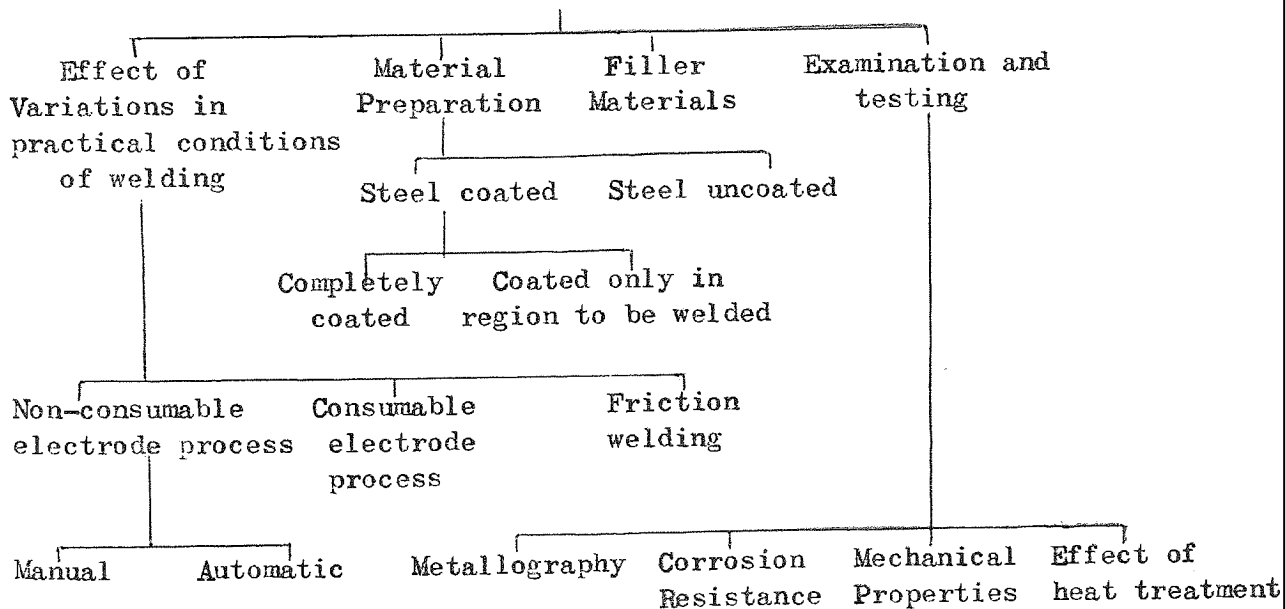 Effect of
Variations in
practical conditions
of welding
Material
Preparation
Filler
Materials
Examination and
testing
Steel coated
Steel uncoated
Completely
coated
Coated only in
region to be welded
Non-consumable
electrode process
Consumable
electrode
process
Friction
welding
Manual
Automatic
Metallography
Corrosion
Resistance
Mechanical
Properties
Effect of
heat treatment